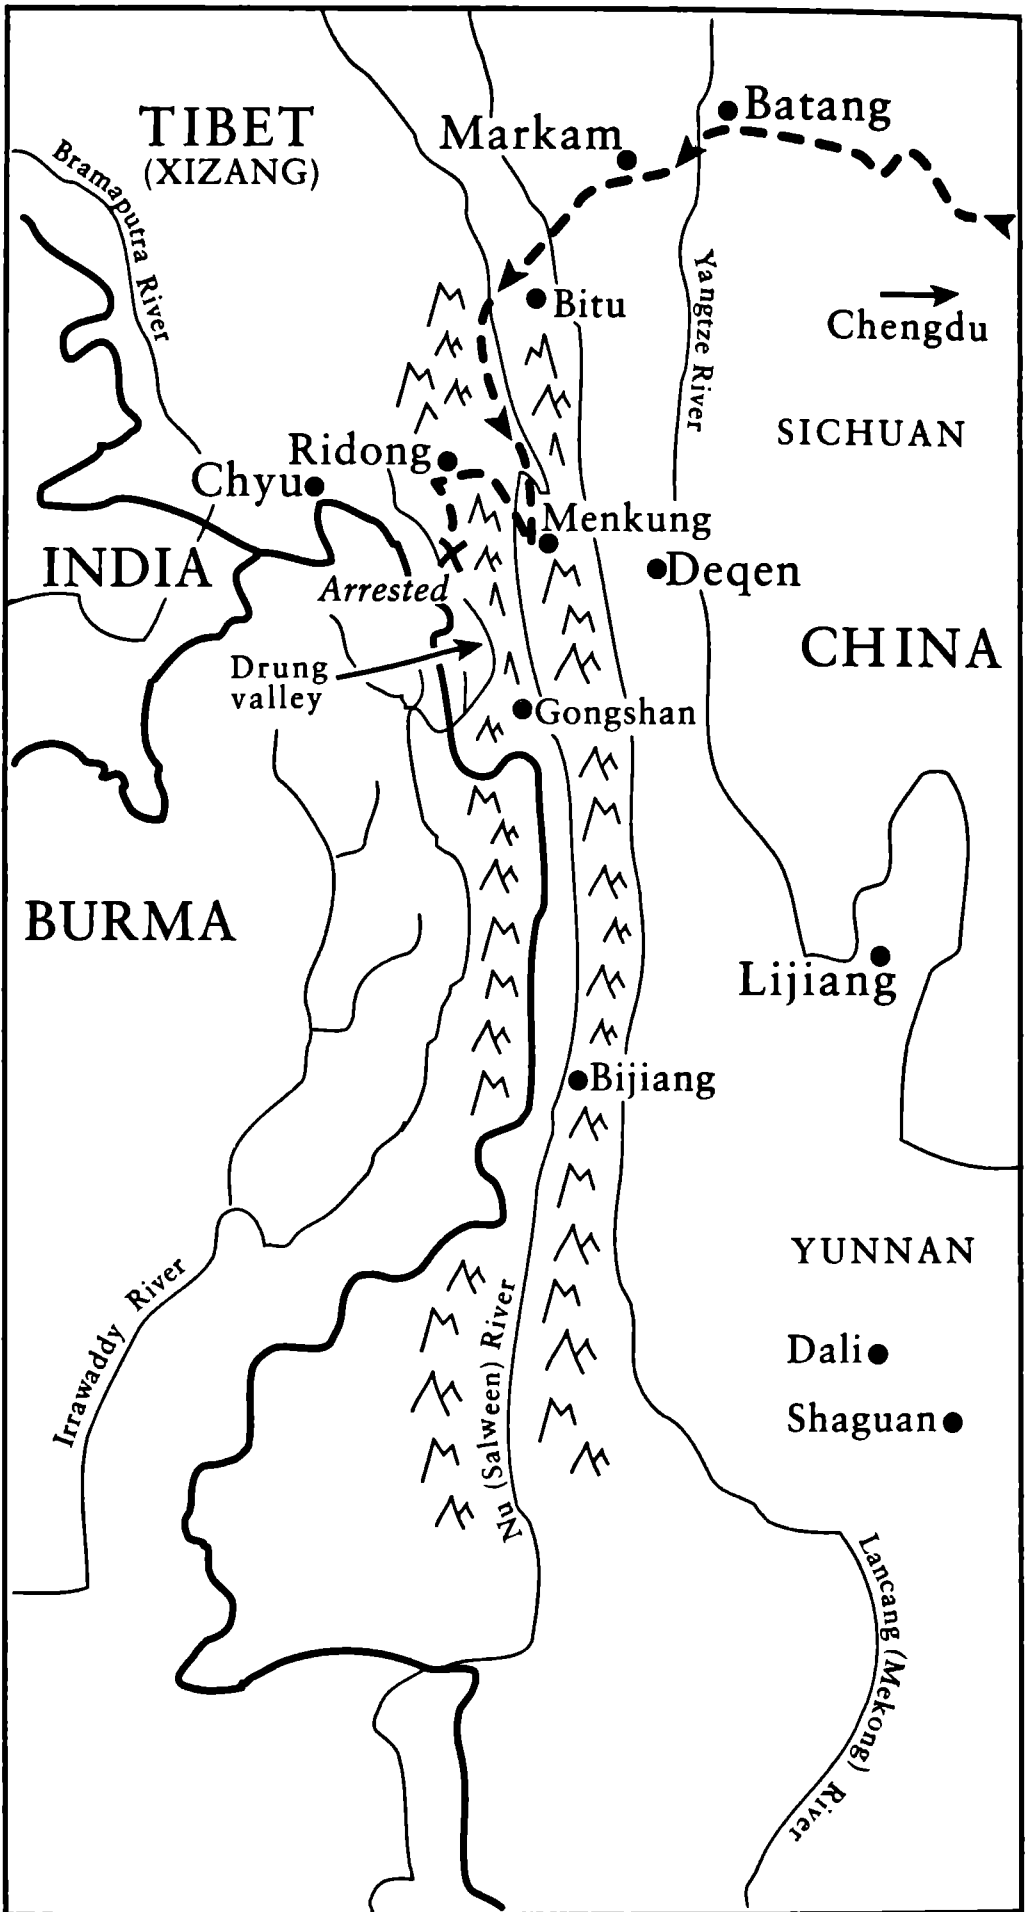 Batang
TIBET
(XIZANG)
Markam
Bramaputra River
Yangtze River
Bitu
Chengdu
SICHUAN
Ridong
Chyu
Menkung
INDIA
Deqen
Arrested
CHINA
Drung
valley
Gongshan
BURMA
Lijiang
Bijiang
YUNNAN
Irrawaddy River
Nu (Salween) River
Dali
Shaguan
Lancang (Mekong) River